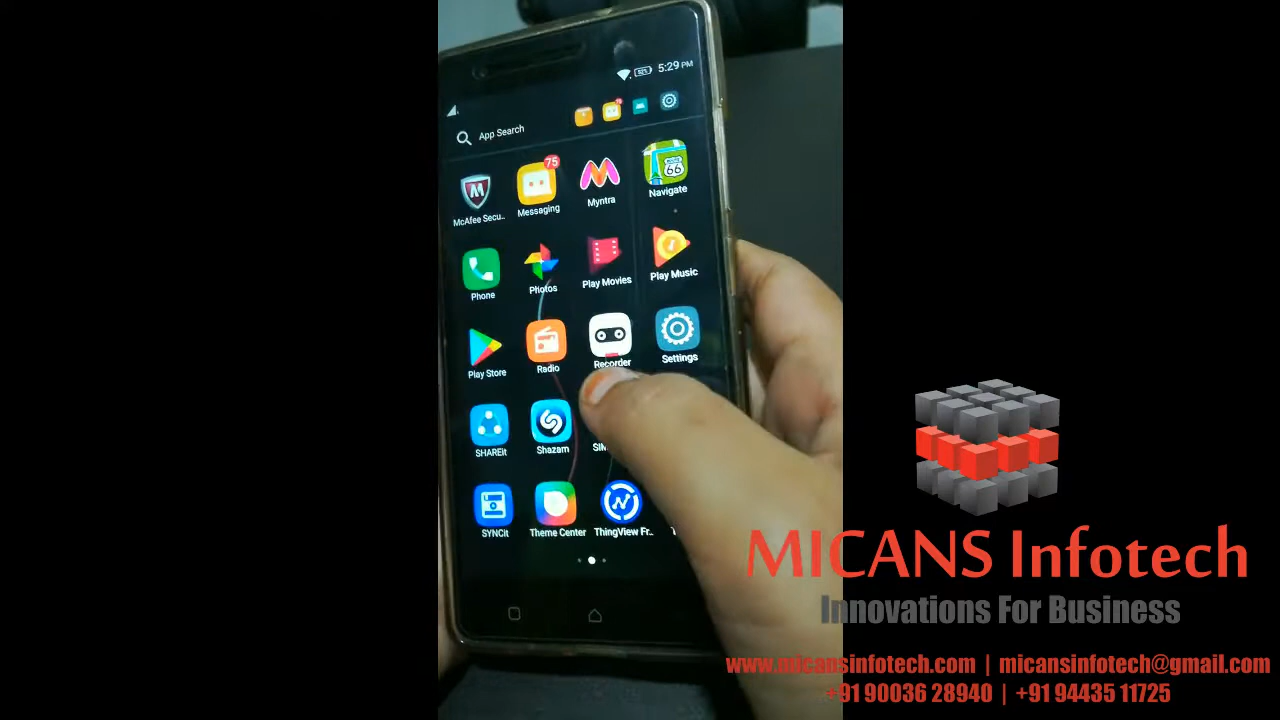 5:29 PM
App Search
75
66
McAfee Secu..
Messaging
Myntra
Navigate
Phone
Photos
Play Movies
Play Music
Play Store
Radio
Recorder
Settings
SHAREit
Shazam
SYNCit
Theme Center
ThingView Fr..
MICANS Infotech
Innovations For Business
www.micansinfotech.com | micansinfotech@gmail.com
+91 90036 28940 | +91 94435 11725